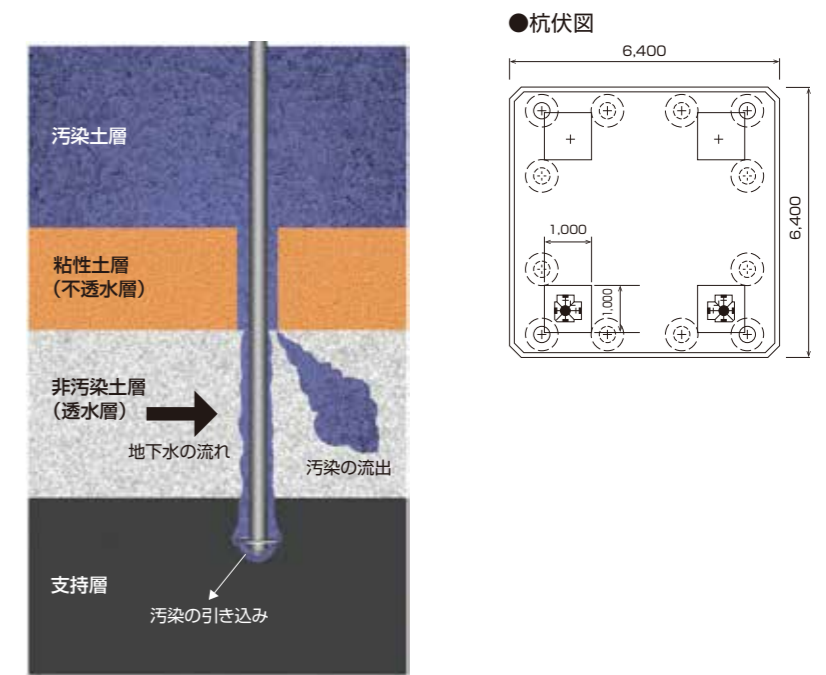 汚染土層
粘性土層
（不透水層）
非汚染土層
（透水層）
地下水の流れ
汚染の流出
支持層
汚染の引き込み
●杭伏図
6,400
6,400
1,000
1,000